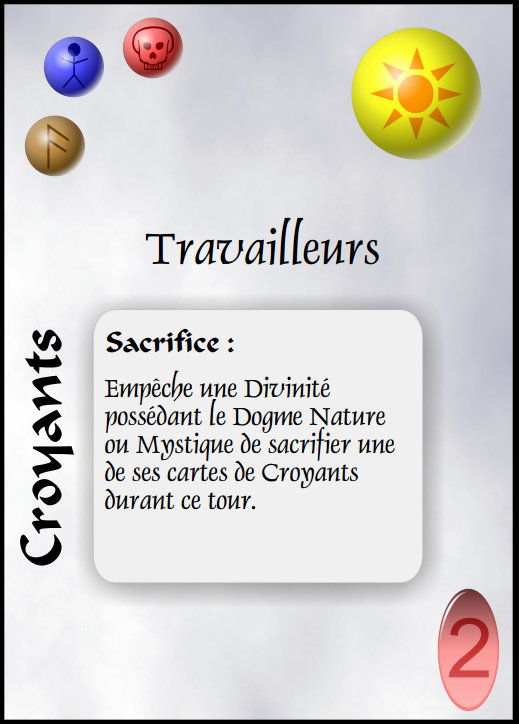 Travailleurs
Croyants
Sacrifice :
Empêche une Divinité
possédant le Dogme Nature
ou Mystique de sacrifier une
de ses cartes de Croyants
durant ce tour.
2